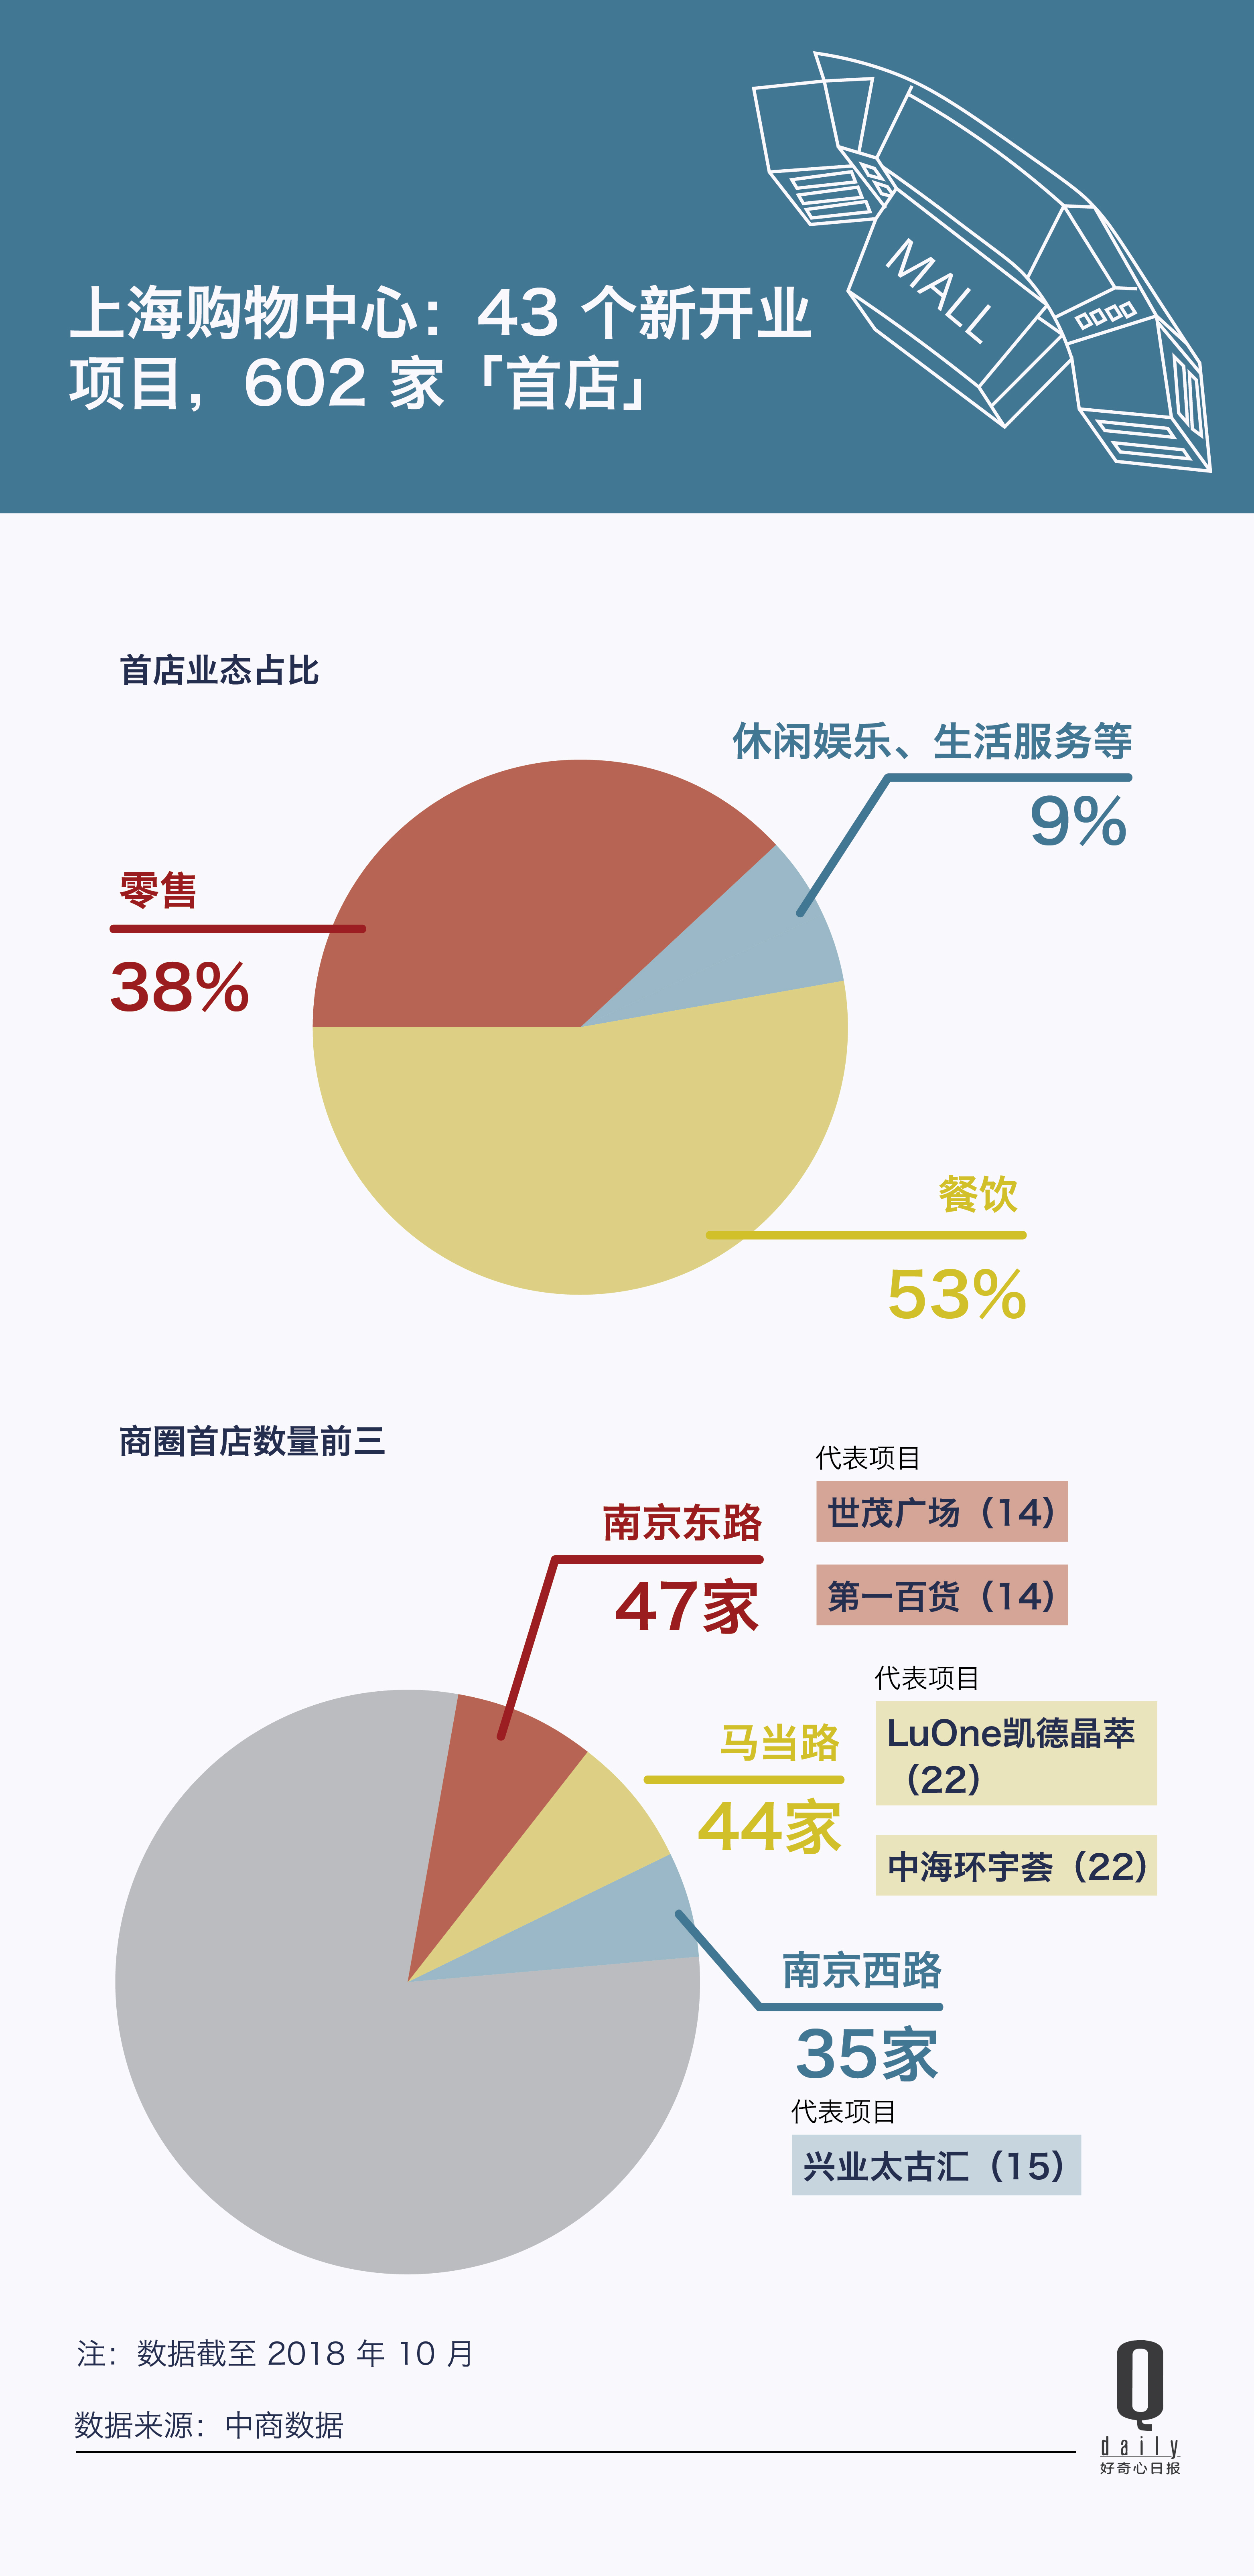 MALL
上海购物中心：43 个新开业
项目，602 家「首店」
首店业态占比
休闲娱乐、生活服务等
9%
零售
38%
餐饮
53%
商圈首店数量前三
南京东路
47家
代表项目
世茂广场（14）
第一百货（14）
马当路
44家
代表项目
LuOne凯德晶萃
（22）
中海环宇荟（22）
南京西路
35家
代表项目
兴业太古汇（15）
注：数据截至 2018 年 10 月
数据来源：中商数据
Q
daily
好奇心日报